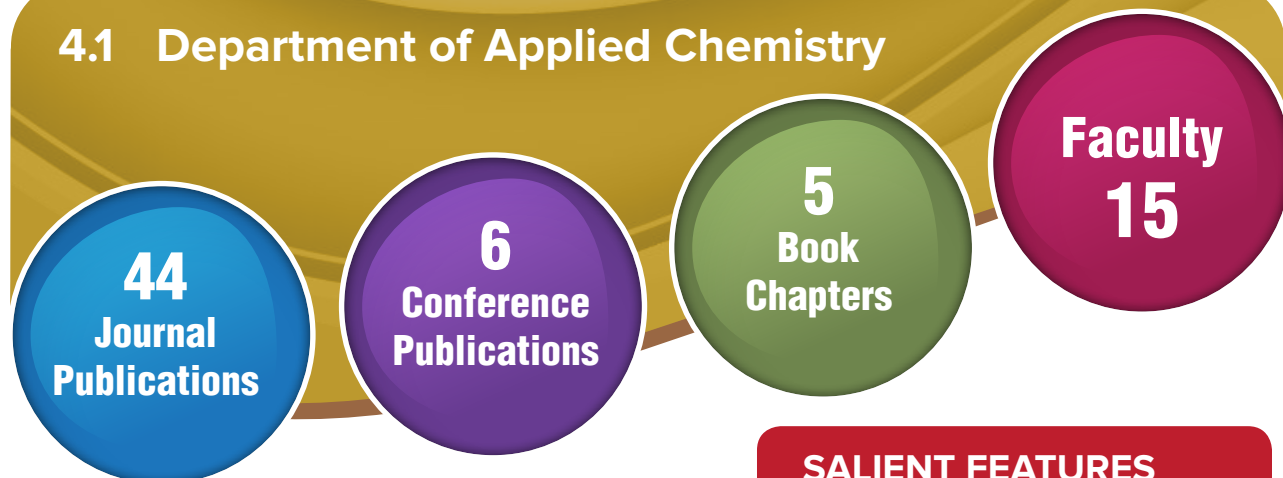 4.1 Department of Applied Chemistry
44
Journal
Publications
6
Conference
Publications
5
Book
Chapters
Faculty
15
SALIENT FEATURES